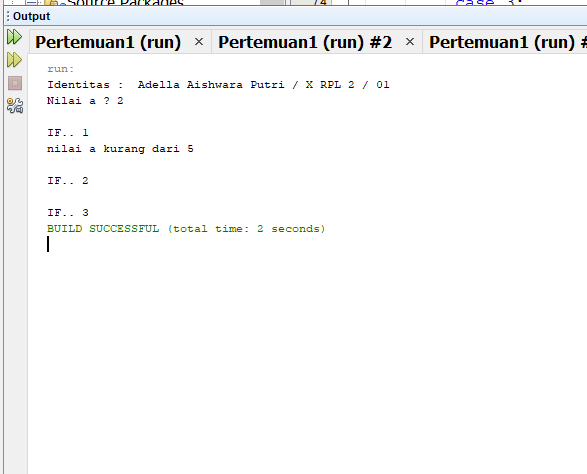 Source Packages 74 case 3:
Output
Pertemuan1 (run) × Pertemuan1 (run) #2 × Pertemuan1 (run) #
run:
Identitas : Adella Aishwara Putri / X RPL 2 / 01
Nilai a ? 2
IF.. 1
nilai a kurang dari 5
IF.. 2
IF.. 3
BUILD SUCCESSFUL (total time: 2 seconds)